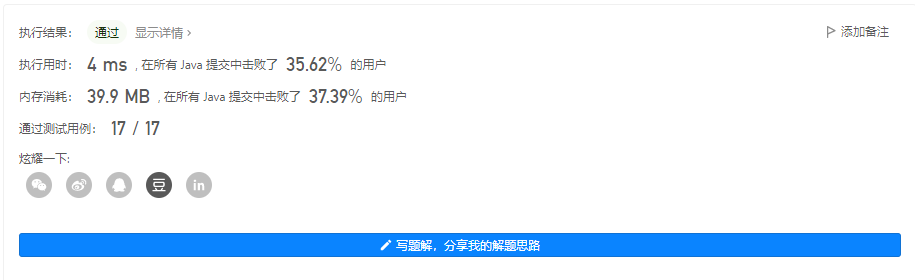 执行结果： 通过 显示详情 › 添加备注
执行用时： 4 ms , 在所有 Java 提交中击败了 35.62% 的用户
内存消耗： 39.9 MB , 在所有 Java 提交中击败了 37.39% 的用户
通过测试用例： 17 / 17
炫耀一下:
豆 in
写题解，分享我的解题思路